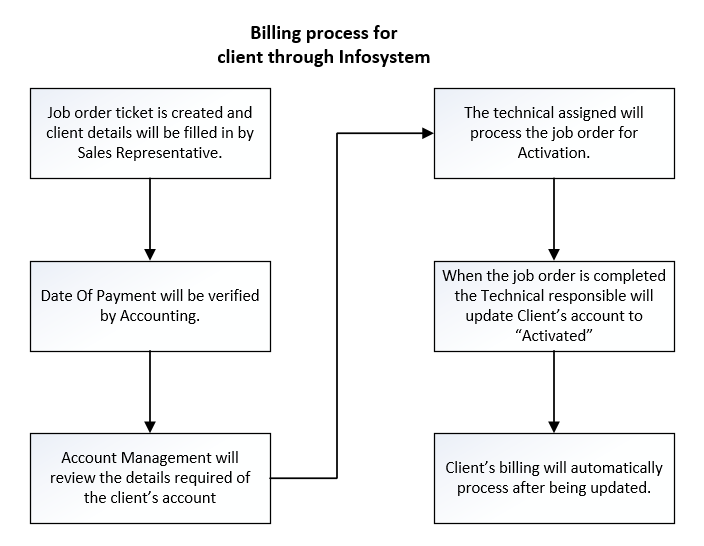 Billing process for
client through Infosystem
Job order ticket is created and
client details will be filled in by
Sales Representative.
Date Of Payment will be verified
by Accounting.
Account Management will
review the details required of
the client's account
The technical assigned will
process the job order for
Activation.
When the job order is completed
the Technical responsible will
update Client's account to
“Activated”
Client's billing will automatically
process after being updated.